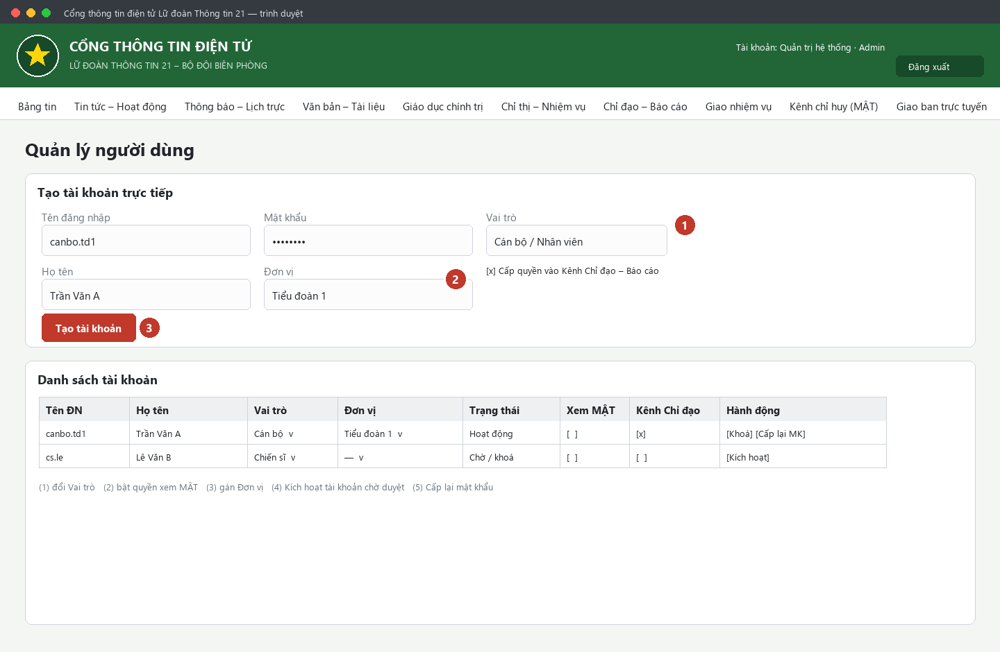 Cổng thông tin điện tử Lữ đoàn Thông tin 21 — trình duyệt
CỔNG THÔNG TIN ĐIỆN TỬ
LỮ ĐOÀN THÔNG TIN 21 – BỘ ĐỘI BIÊN PHÒNG
Tài khoản: Quản trị hệ thống · Admin
Đăng xuất
Bảng tin Tin tức – Hoạt động Thông báo – Lịch trực Văn bản – Tài liệu Giáo dục chính trị Chỉ thị – Nhiệm vụ Chỉ đạo – Báo cáo Giao nhiệm vụ Kênh chỉ huy (MẬT) Giao ban trực tuyến
Quản lý người dùng
Tạo tài khoản trực tiếp
Tên đăng nhập Mật khẩu Vai trò
canbo.td1 •••••••• Cán bộ / Nhân viên 1
Họ tên Đơn vị 2 [x] Cấp quyền vào Kênh Chỉ đạo – Báo cáo
Trần Văn A Tiểu đoàn 1
Tạo tài khoản 3
Danh sách tài khoản
Tên ĐN Họ tên Vai trò Đơn vị Trạng thái Xem MẬT Kênh Chỉ đạo Hành động
canbo.td1 Trần Văn A Cán bộ v Tiểu đoàn 1 v Hoạt động [ ] [x] [Khoá] [Cấp lại MK]
cs.le Lê Văn B Chiến sĩ v — v Chờ / khoá [ ] [ ] [Kích hoạt]
(1) đổi Vai trò (2) bật quyền xem MẬT (3) gán Đơn vị (4) Kích hoạt tài khoản chờ duyệt (5) Cấp lại mật khẩu